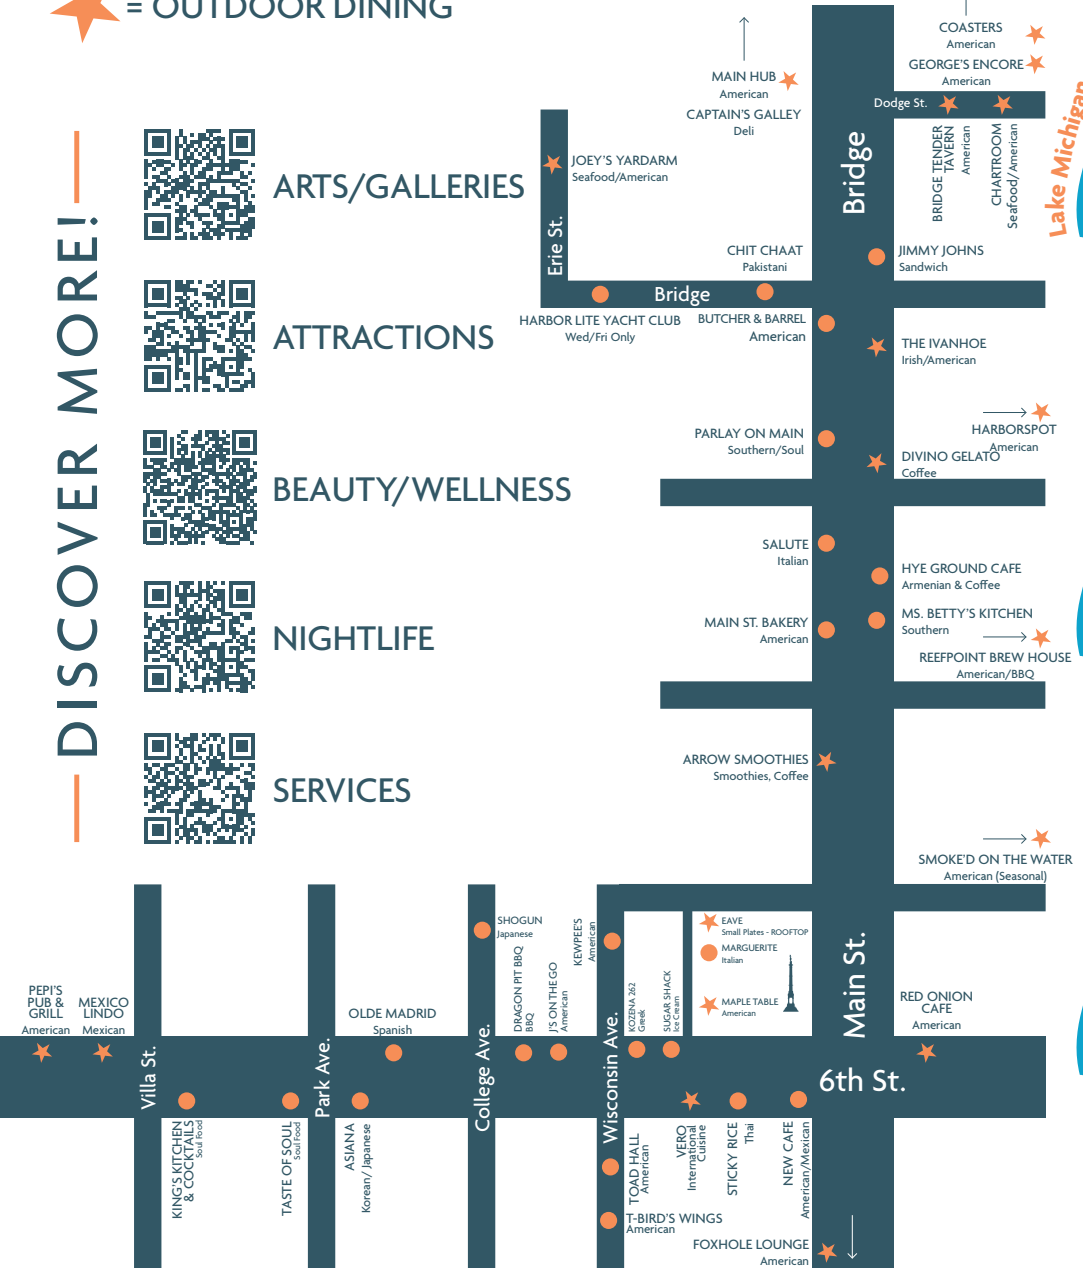 = OUTDOOR DINING
DISCOVER MORE!
ARTS/GALLERIES
ATTRACTIONS
BEAUTY/WELLNESS
NIGHTLIFE
SERVICES
COASTERS
American
GEORGE'S ENCORE
American
MAIN HUB
American
CAPTAIN'S GALLEY
Deli
Dodge St.
BRIDGE TENDER
TAVERN
American
CHARTROOM
Seafood/American
Lake Michigan
Bridge
JOEY'S YARDARM
Seafood/American
Erie St.
CHIT CHAAT
Pakistani
JIMMY JOHNS
Sandwich
Bridge
HARBOR LITE YACHT CLUB
Wed/Fri Only
BUTCHER & BARREL
American
THE IVANHOE
Irish/American
HARBORSPOT
American
PARLAY ON MAIN
Southern/Soul
DIVINO GELATO
Coffee
SALUTE
Italian
HYE GROUND CAFE
Armenian & Coffee
MAIN ST. BAKERY
American
MS. BETTY'S KITCHEN
Southern
REEFPOINT BREW HOUSE
American/BBQ
ARROW SMOOTHIES
Smoothies, Coffee
SMOKE'D ON THE WATER
American (Seasonal)
SHOGUN
Japanese
DRAGON PIT BBQ
BBQ
J'S ON THE GO
American
KEWPEE'S
American
KOZENA 262
Greek
SUGAR SHACK
Ice Cream
EAVE
Small Plates - ROOFTOP
MARGUERITE
Italian
MAPLE TABLE
American
Main St.
RED ONION
CAFE
American
PEPI'S
PUB &
GRILL
American
MEXICO
LINDO
Mexican
OLDE MADRID
Spanish
Villa St.
Park Ave.
College Ave.
Wisconsin Ave.
6th St.
KING'S KITCHEN
& COCKTAILS
Soul Food
TASTE OF SOUL
Soul Food
ASIANA
Korean/Japanese
TOAD HALL
American
VERO
International
Cuisine
STICKY RICE
Thai
NEW CAFE
American/Mexican
T-BIRD'S WINGS
American
FOXHOLE LOUNGE
American